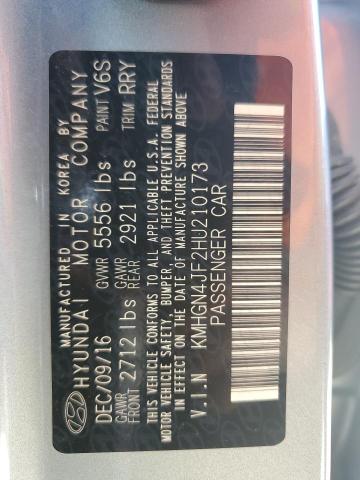 MANUFACTURED IN KOREA BY
HYUNDAI MOTOR COMPANY
DEC/09/16 GVWR 5556 lbs PAINT V6S
GAWR FRONT 2712 lbs GAWR REAR 2921 lbs TRIM RRY
THIS VEHICLE CONFORMS TO ALL APPLICABLE U.S.A. FEDERAL
MOTOR VEHICLE SAFETY, BUMPER, AND THEFT PREVENTION STANDARDS
IN EFFECT ON THE DATE OF MANUFACTURE SHOWN ABOVE
V.I.N KMHGN4JF2HU210173
PASSENGER CAR